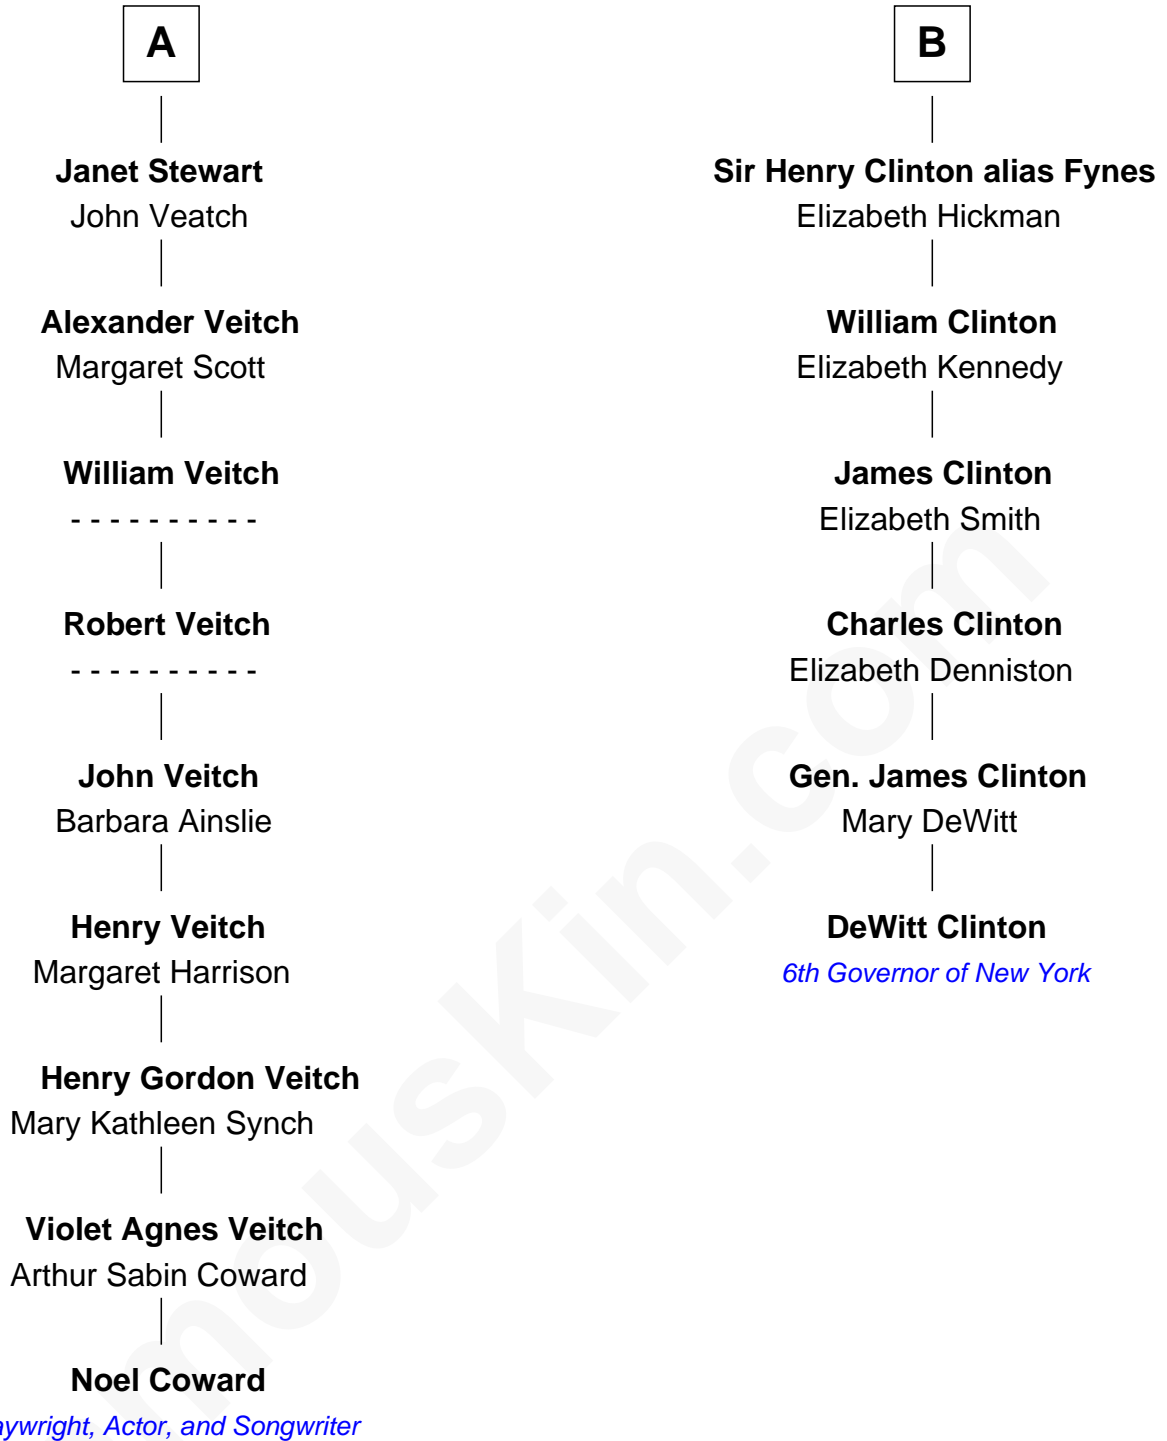 A
Janet Stewart
John Veatch
Alexander Veitch
Margaret Scott
William Veitch
- - - - - - - - - -
Robert Veitch
- - - - - - - - - -
John Veitch
Barbara Ainslie
Henry Veitch
Margaret Harrison
Henry Gordon Veitch
Mary Kathleen Synch
Violet Agnes Veitch
Arthur Sabin Coward
Noel Coward
aywright, Actor, and Songwriter
B
Sir Henry Clinton alias Fynes
Elizabeth Hickman
William Clinton
Elizabeth Kennedy
James Clinton
Elizabeth Smith
Charles Clinton
Elizabeth Denniston
Gen. James Clinton
Mary DeWitt
DeWitt Clinton
6th Governor of New York
mousKin.com